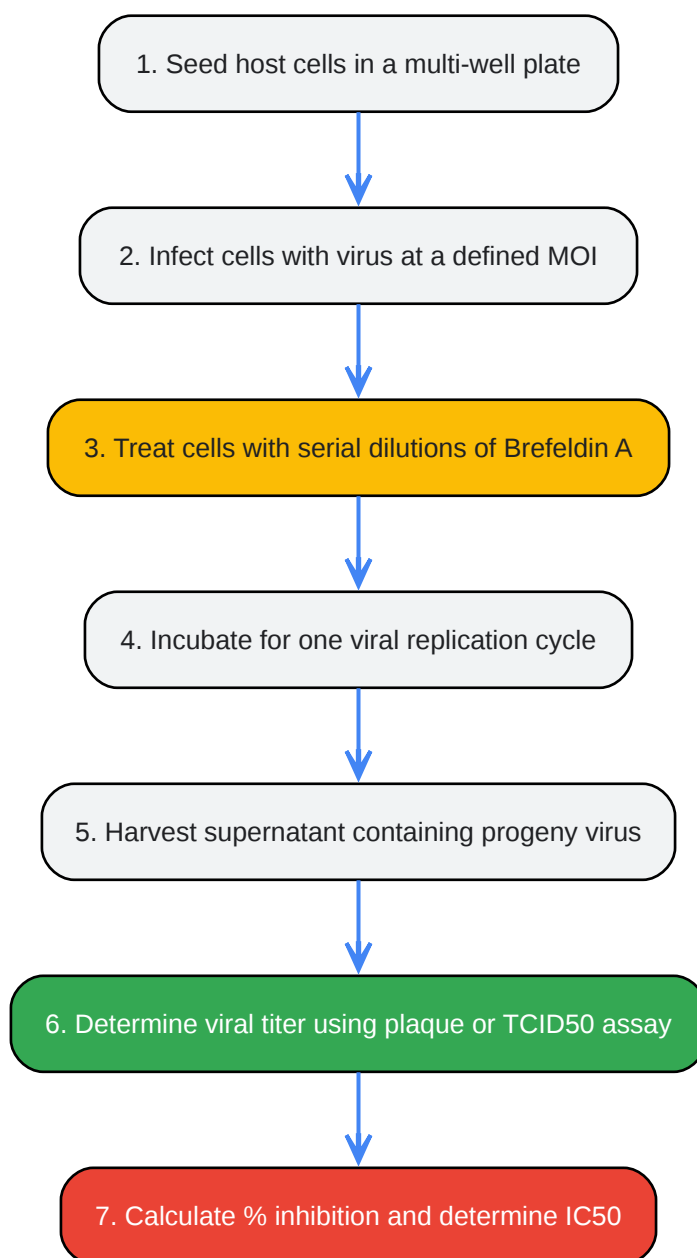 1. Seed host cells in a multi-well plate
2. Infect cells with virus at a defined MOI
3. Treat cells with serial dilutions of Brefeldin A
4. Incubate for one viral replication cycle
5. Harvest supernatant containing progeny virus
6. Determine viral titer using plaque or TCID50 assay
7. Calculate % inhibition and determine IC50